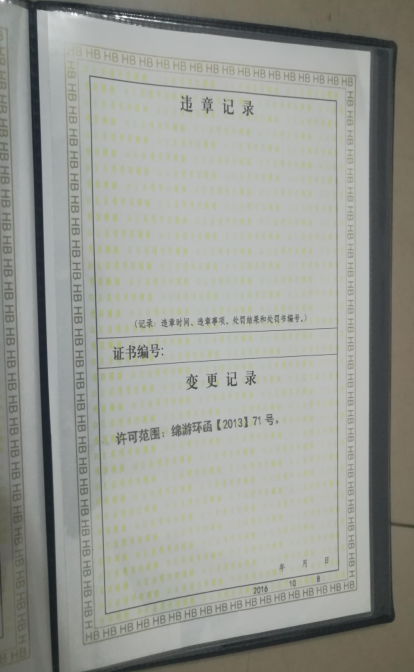 违章记录
(记录: 违章时间、违章事项、处罚结果和处罚书编号。)
证书编号:
变更记录
许可范围: 绵游环函【2013】71 号。
年 月 日
2016 10 8